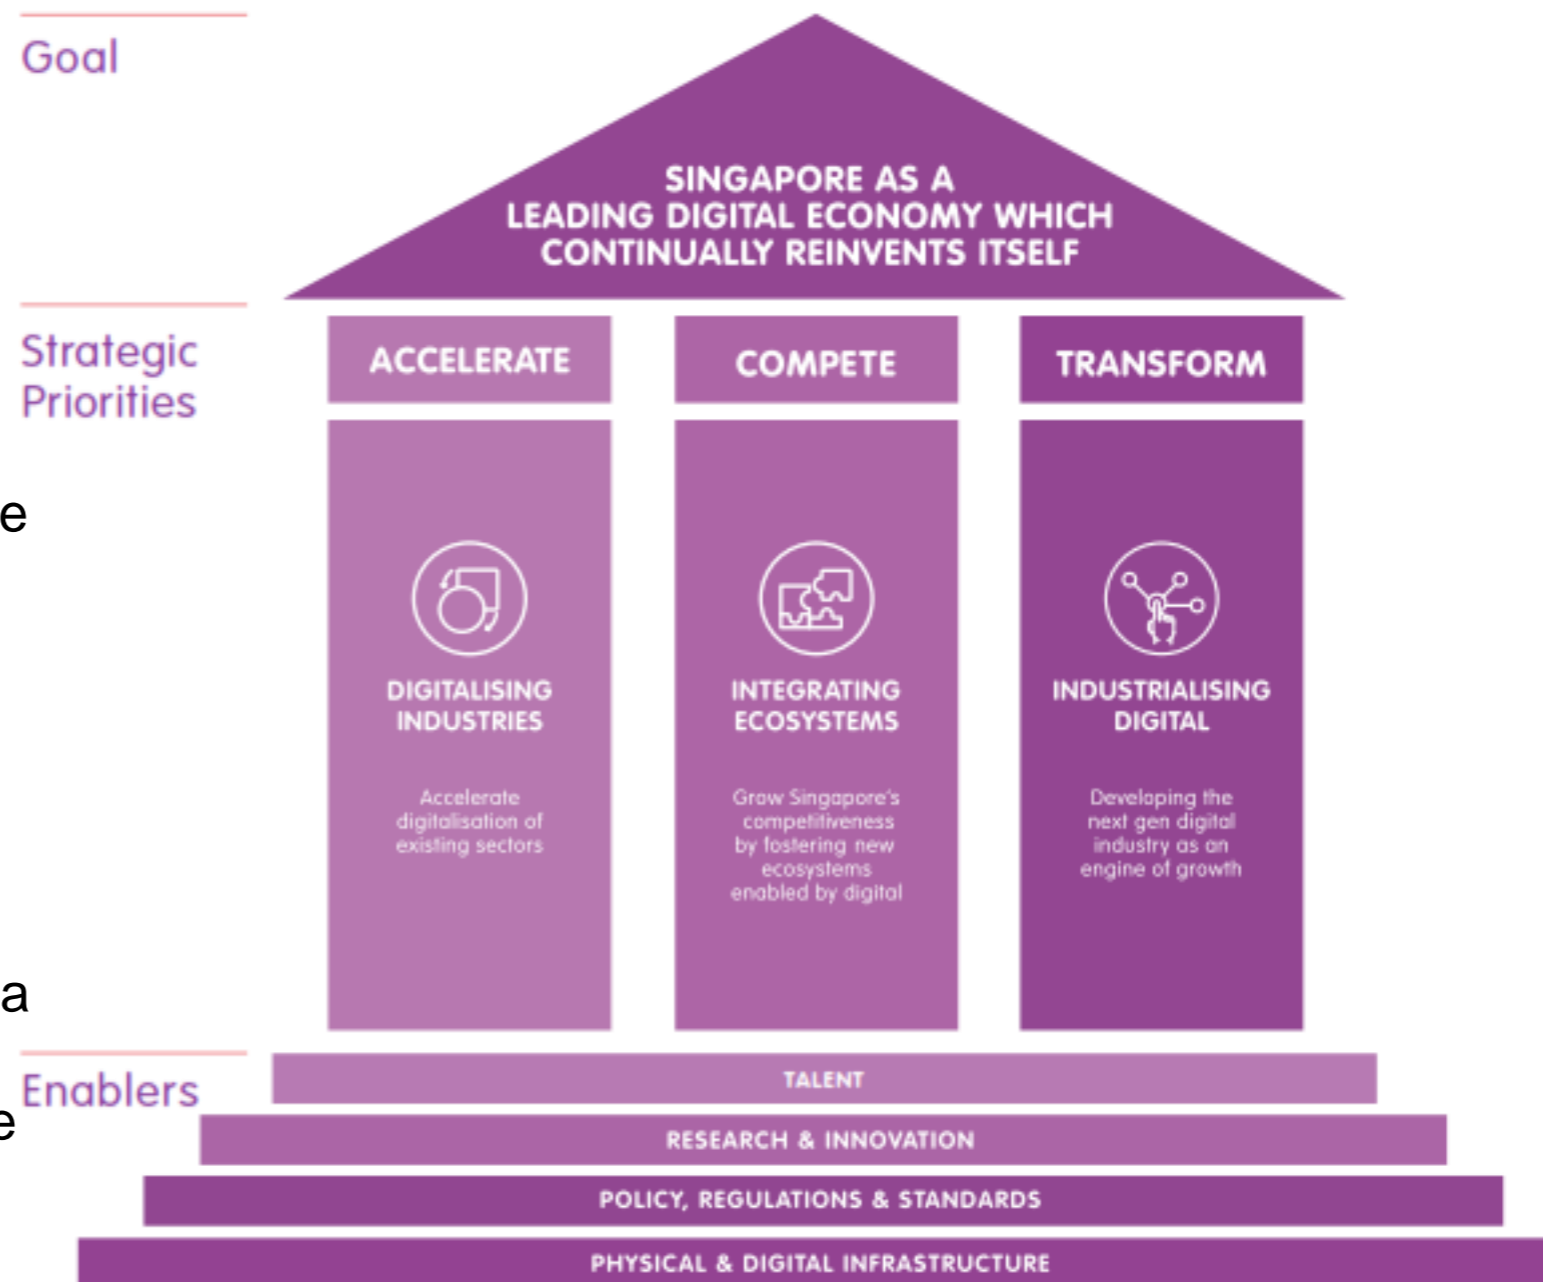 Goal
SINGAPORE AS A
LEADING DIGITAL ECONOMY WHICH
CONTINUALLY REINVENTS ITSELF
Strategic
Priorities
ACCELERATE
COMPETE
TRANSFORM
e
DIGITALISING
INDUSTRIES
Accelerate
digitalisation of
existing sectors
INTEGRATING
ECOSYSTEMS
Grow Singapore's
competitiveness
by fostering new
ecosystems
enabled by digital
INDUSTRIALISING
DIGITAL
Developing the
next gen digital
industry as an
engine of growth
a
Enablers
e
TALENT
RESEARCH & INNOVATION
POLICY, REGULATIONS & STANDARDS
PHYSICAL & DIGITAL INFRASTRUCTURE